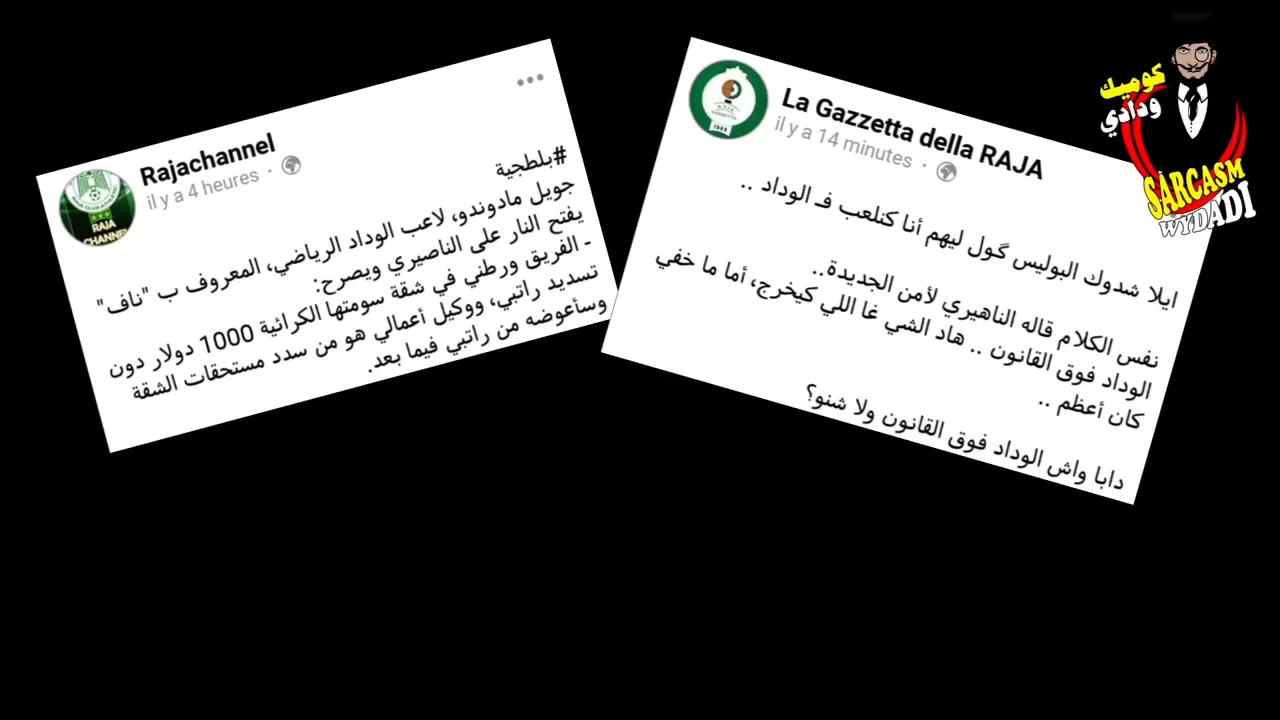 Rajachannel
il y a 4 heures
#بلطجية
جويل مادوندو، لاعب الوداد الرياضي، المعروف ب "ناف"
يفتح النار على الناصيري ويصرح:
- الفريق ورطني في شقة سومتها الكرائية 1000 دولار دون
تسديد راتبي، ووكيل أعمالي هو من سدد مستحقات الشقة
وسأعوضه من راتبي فيما بعد.
RAJA
CHANNEL
La Gazzetta della RAJA
il y a 14 minutes
ايلا شدوك البوليس ݣول ليهم أنا كنلعب فـ الوداد ..
نفس الكلام قاله الناهيري لأمن الجديدة..
الوداد فوق القانون .. هاد الشي غا اللي كيخرج، أما ما خفي
كان أعظم ..
دابا واش الوداد فوق القانون ولا شنو؟
كوميك
ودادي
SARCASM
WYDADI